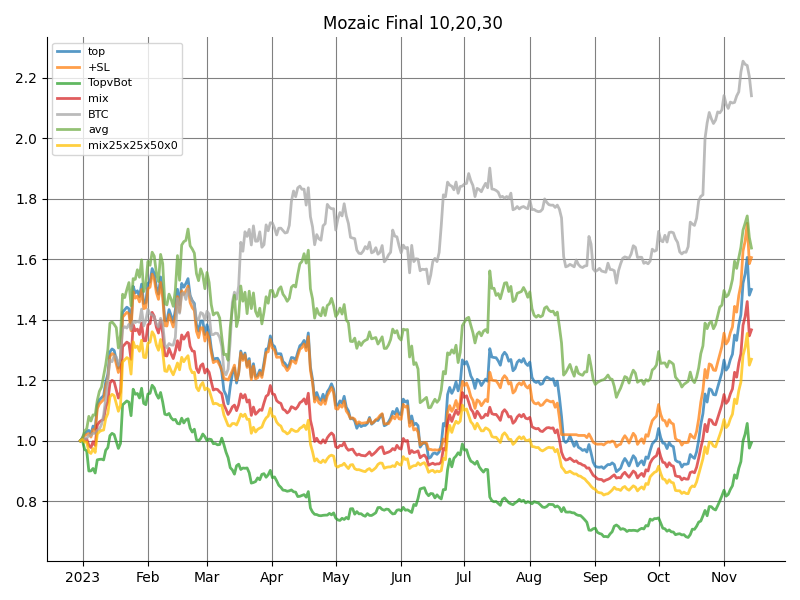 Mozaic Final 10,20,30
top
+SL
TopvBot
mix
BTC
avg
mix25x25x50x0
2.2
2.0
1.8
1.6
1.4
1.2
1.0
0.8
2023 Feb Mar Apr May Jun Jul Aug Sep Oct Nov